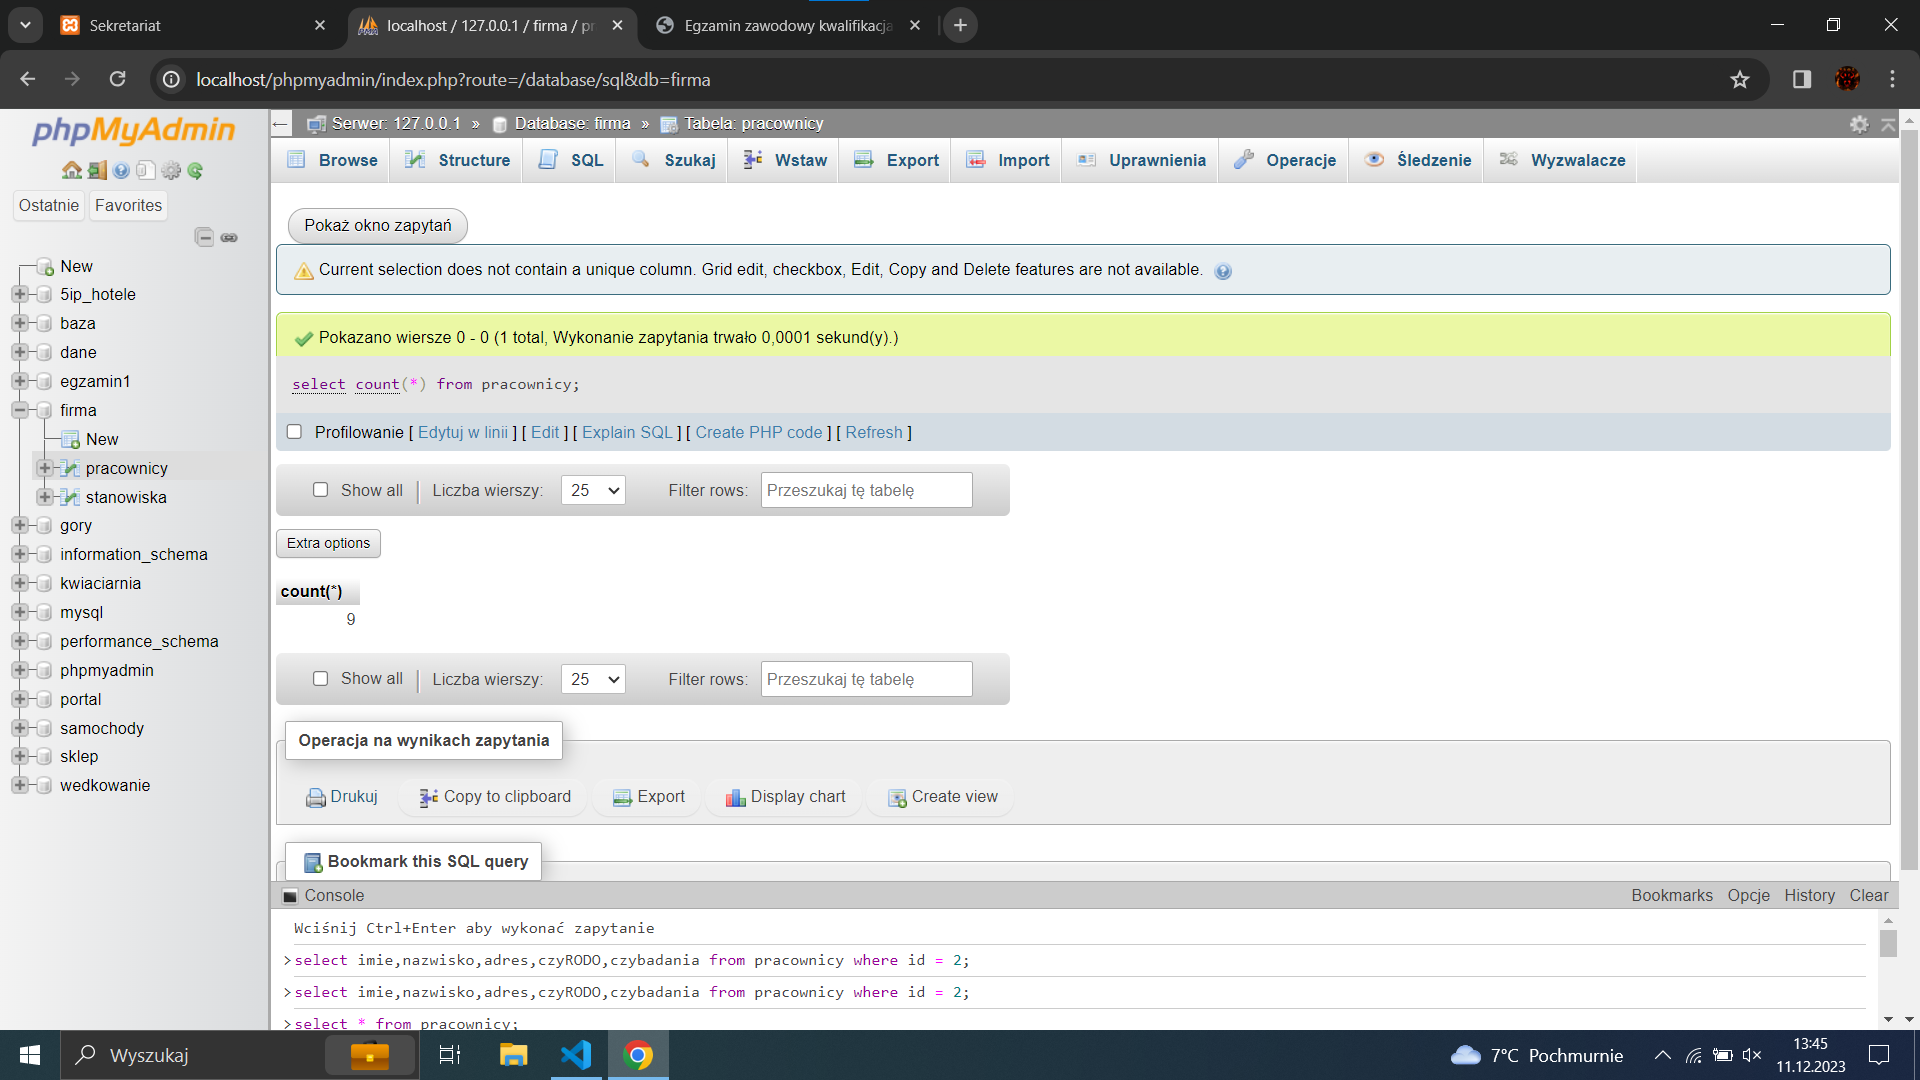 Sekretariat
localhost / 127.0.0.1 / firma / pr
Egzamin zawodowy kwalifikacja
localhost/phpmyadmin/index.php?route=/database/sql&db=firma
phpMyAdmin
Ostatnie Favorites
New
5ip_hotele
baza
dane
egzamin1
firma
New
pracownicy
stanowiska
gory
information_schema
kwiaciarnia
mysql
performance_schema
phpmyadmin
portal
samochody
sklep
wedkowanie
Serwer: 127.0.0.1 » Database: firma » Tabela: pracownicy
Browse Structure SQL Szukaj Wstaw Export Import Uprawnienia Operacje Śledzenie Wyzwalacze
Pokaż okno zapytań
Current selection does not contain a unique column. Grid edit, checkbox, Edit, Copy and Delete features are not available.
Pokazano wiersze 0 - 0 (1 total, Wykonanie zapytania trwało 0,0001 sekund(y).)
select count(*) from pracownicy;
Profilowanie [ Edytuj w linii ] [ Edit ] [ Explain SQL ] [ Create PHP code ] [ Refresh ]
Show all Liczba wierszy: 25 Filter rows: Przeszukaj tę tabelę
Extra options
count(*)
9
Show all Liczba wierszy: 25 Filter rows: Przeszukaj tę tabelę
Operacja na wynikach zapytania
Drukuj Copy to clipboard Export Display chart Create view
Bookmark this SQL query
Console Bookmarks Opcje History Clear
Wciśnij Ctrl+Enter aby wykonać zapytanie
>select imie,nazwisko,adres,czyRODO,czybadania from pracownicy where id = 2;
>select imie,nazwisko,adres,czyRODO,czybadania from pracownicy where id = 2;
>select * from pracownicy;
Wyszukaj
7°C Pochmurnie
13:45
11.12.2023